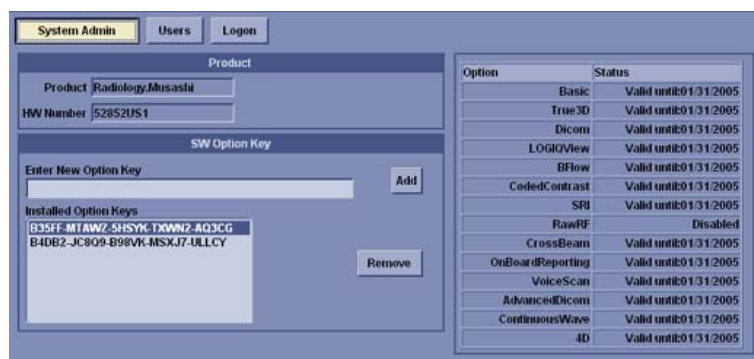 System Admin Users Logon
Product
Product Radiology.Musashi
HW Number 52852US1
SW Option Key
Enter New Option Key
Add
Installed Option Keys
B35FF-MTAWZ-5HSYK-TXWN2-AQ3CG
B4DB2-JC8Q9-B98VK-MSXJ7-ULLCY
Remove
Option Status
Basic Valid until:01/31/2005
True3D Valid until:01/31/2005
Dicom Valid until:01/31/2005
LOGIQView Valid until:01/31/2005
BFlow Valid until:01/31/2005
CodedContrast Valid until:01/31/2005
SRI Valid until:01/31/2005
RawRF Disabled
CrossBeam Valid until:01/31/2005
OnBoardReporting Valid until:01/31/2005
VoiceScan Valid until:01/31/2005
AdvancedDicom Valid until:01/31/2005
ContinuousWave Valid until:01/31/2005
4D Valid until:01/31/2005